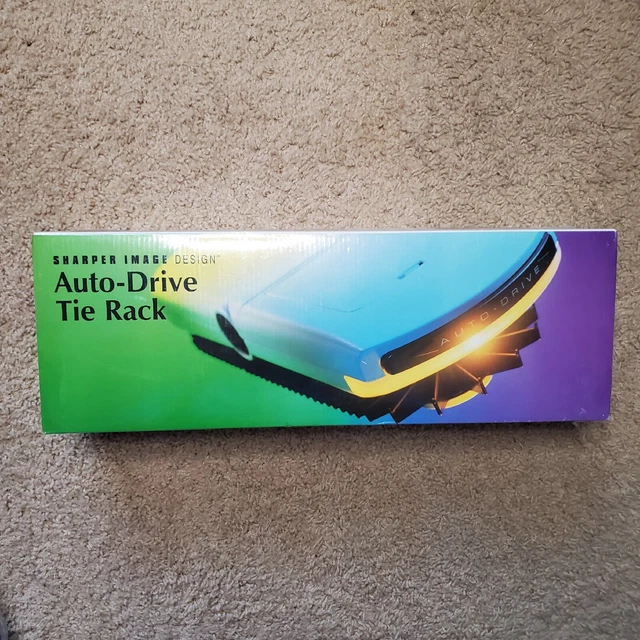 SHARPER IMAGE DESIGN™
Auto-Drive
Tie Rack
AUTO·DRIVE